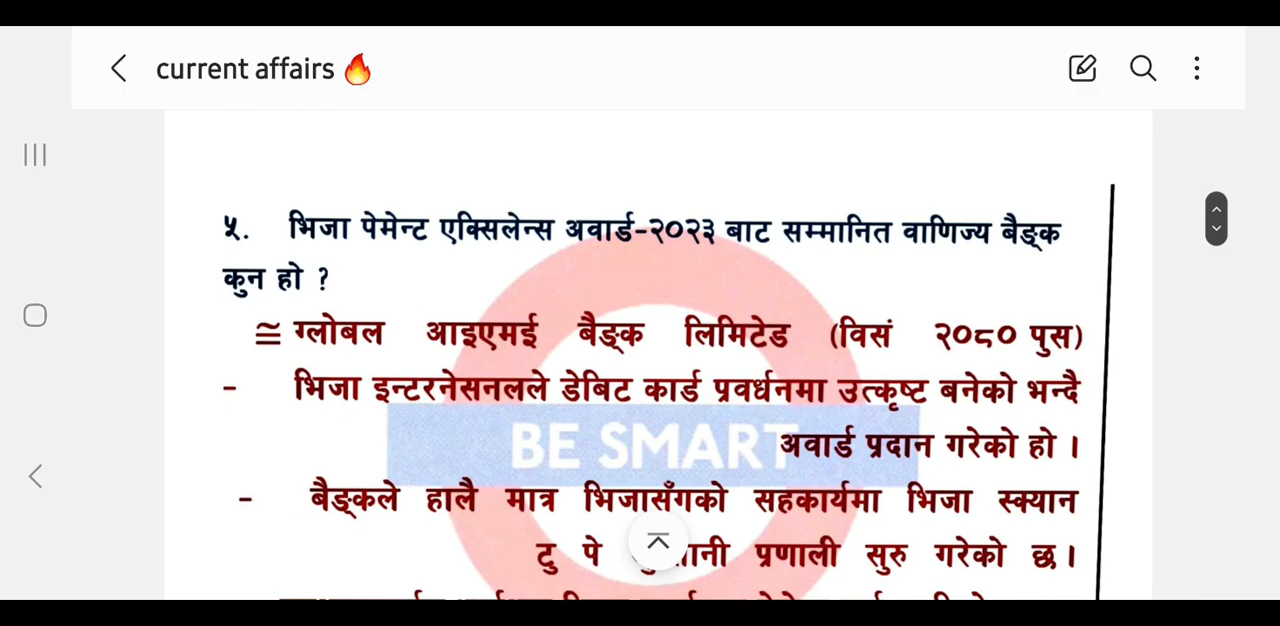 current affairs 🔥
५. भिजा पेमेन्ट एक्सिलेन्स अवार्ड-२०२३ बाट सम्मानित वाणिज्य बैङ्क
कुन हो ?
≅ ग्लोबल आइएमई बैङ्क लिमिटेड (विसं २०८० पुस)
- भिजा इन्टरनेसनलले डेबिट कार्ड प्रवर्धनमा उत्कृष्ट बनेको भन्दै
अवार्ड प्रदान गरेको हो ।
BE SMART
- बैङ्कले हालै मात्र भिजासँगको सहकार्यमा भिजा स्क्यान
टु पे प्रणाली सुरु गरेको छ।